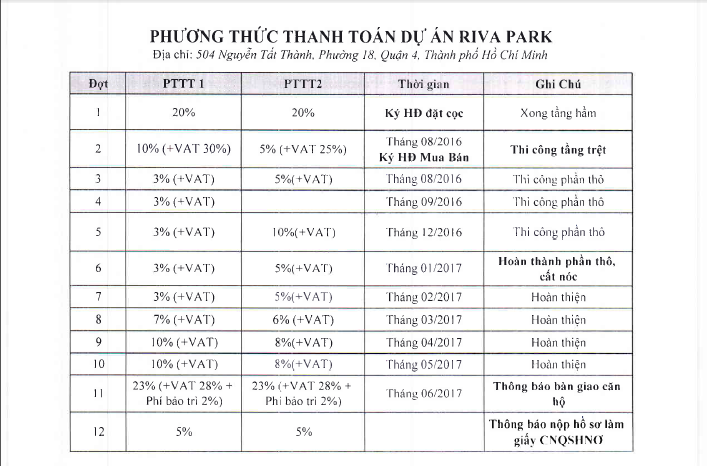 PHƯƠNG THỨC THANH TOÁN DỰ ÁN RIVA PARK
Địa chỉ: 504 Nguyễn Tất Thành, Phường 18, Quận 4, Thành phố Hồ Chí Minh
Đợt PTTT 1 PTTT2 Thời gian Ghi Chú
1 20% 20% Ký HĐ đặt cọc Xong tầng hầm
2 10% (+VAT 30%) 5% (+VAT 25%) Tháng 08/2016 Thi công tầng trệt
Ký HĐ Mua Bán
3 3% (+VAT) 5%(+VAT) Tháng 08/2016 Thi công phần thô
4 3% (+VAT) Tháng 09/2016 Thi công phần thô
5 3% (+VAT) 10%(+VAT) Tháng 12/2016 Thi công phần thô
6 3% (+VAT) 5%(+VAT) Tháng 01/2017 Hoàn thành phần thô,
cất nóc
7 3% (+VAT) 5%(+VAT) Tháng 02/2017 Hoàn thiện
8 7% (+VAT) 6% (+VAT) Tháng 03/2017 Hoàn thiện
9 10% (+VAT) 8%(+VAT) Tháng 04/2017 Hoàn thiện
10 10% (+VAT) 8%(+VAT) Tháng 05/2017 Hoàn thiện
11 23% (+VAT 28% + 23% (+VAT 28% + Tháng 06/2017 Thông báo bàn giao căn
Phí bảo trì 2%) Phí bảo trì 2%) hộ
12 5% 5% Thông báo nộp hồ sơ làm
giấy CNQSHNƠ